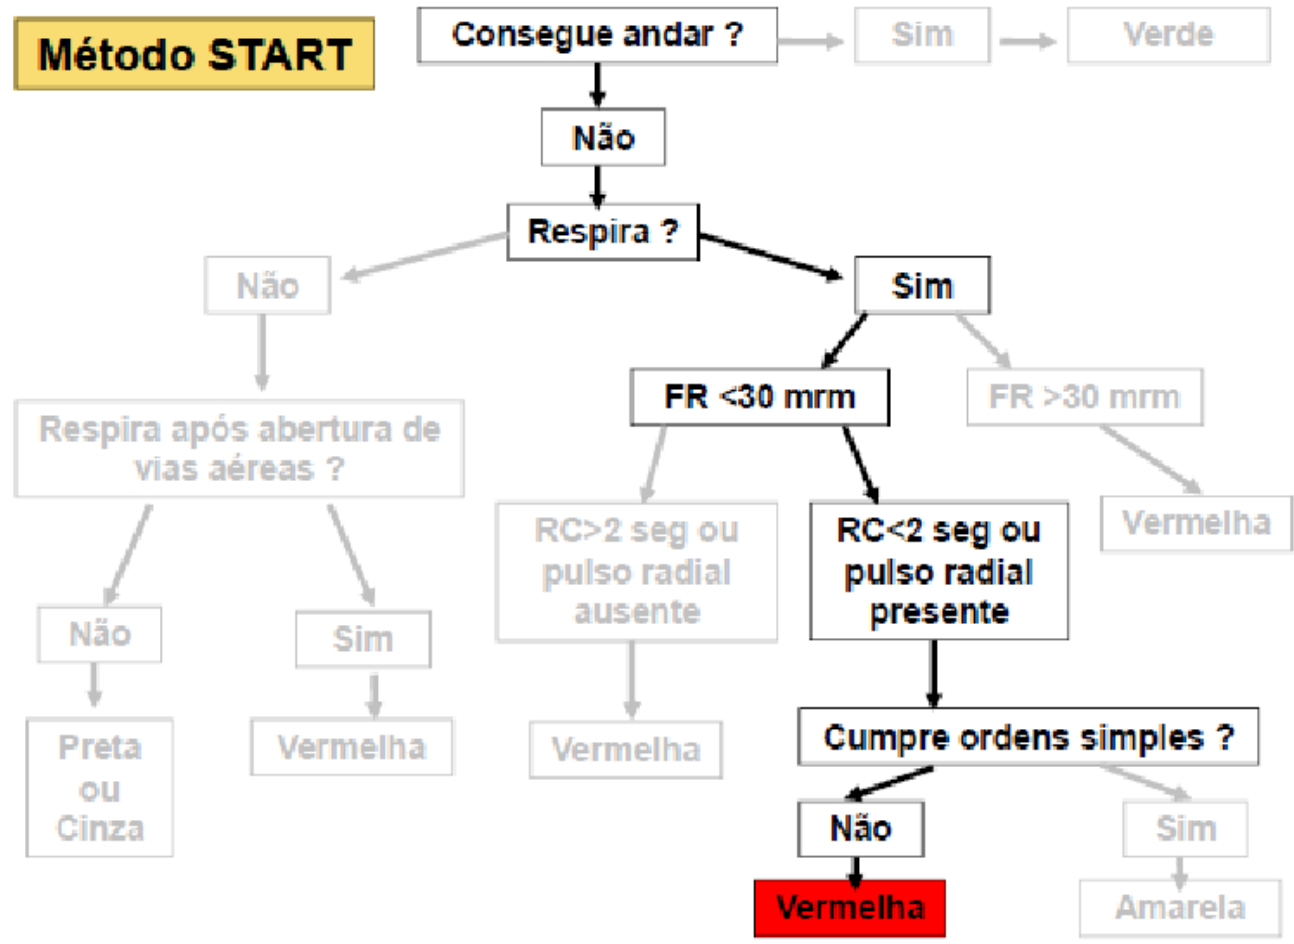 Método START
Consegue andar ?
Sim
Verde
Não
Respira ?
Não
Sim
FR <30 mrm
FR >30 mrm
Respira após abertura de
vias aéreas ?
RC>2 seg ou
pulso radial
ausente
RC<2 seg ou
pulso radial
presente
Vermelha
Não
Sim
Preta
ou
Cinza
Vermelha
Vermelha
Cumpre ordens simples ?
Não
Sim
Vermelha
Amarela